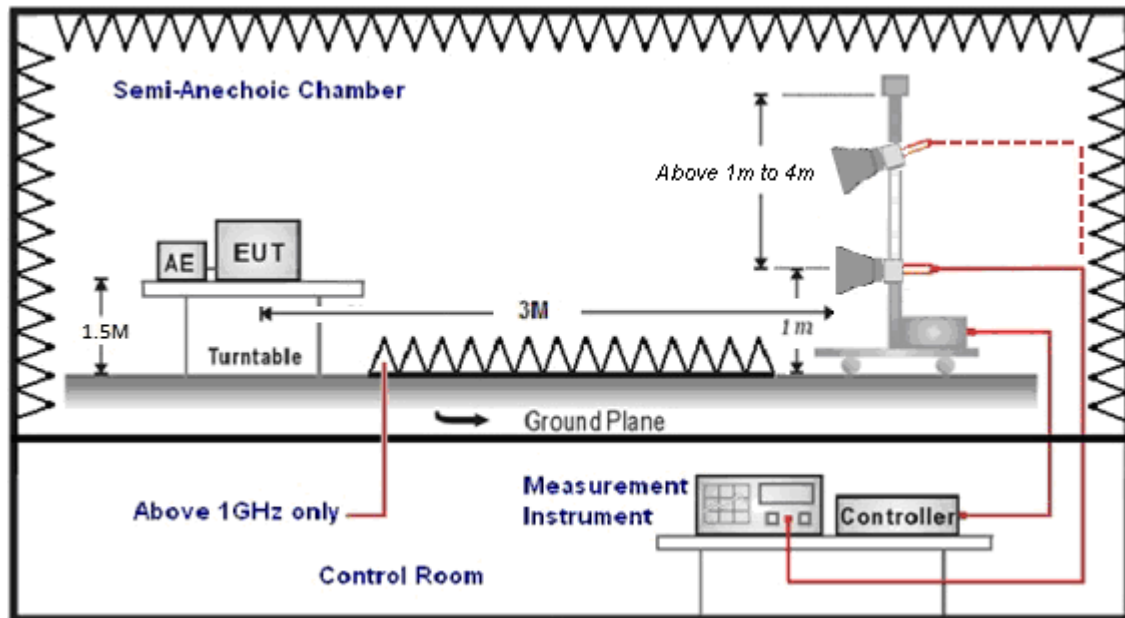 Semi-Anechoic Chamber
Above 1m to 4m
AE
EUT
1.5M
3M
1m
Turntable
Ground Plane
Above 1GHz only
Measurement
Instrument
Controller
Control Room